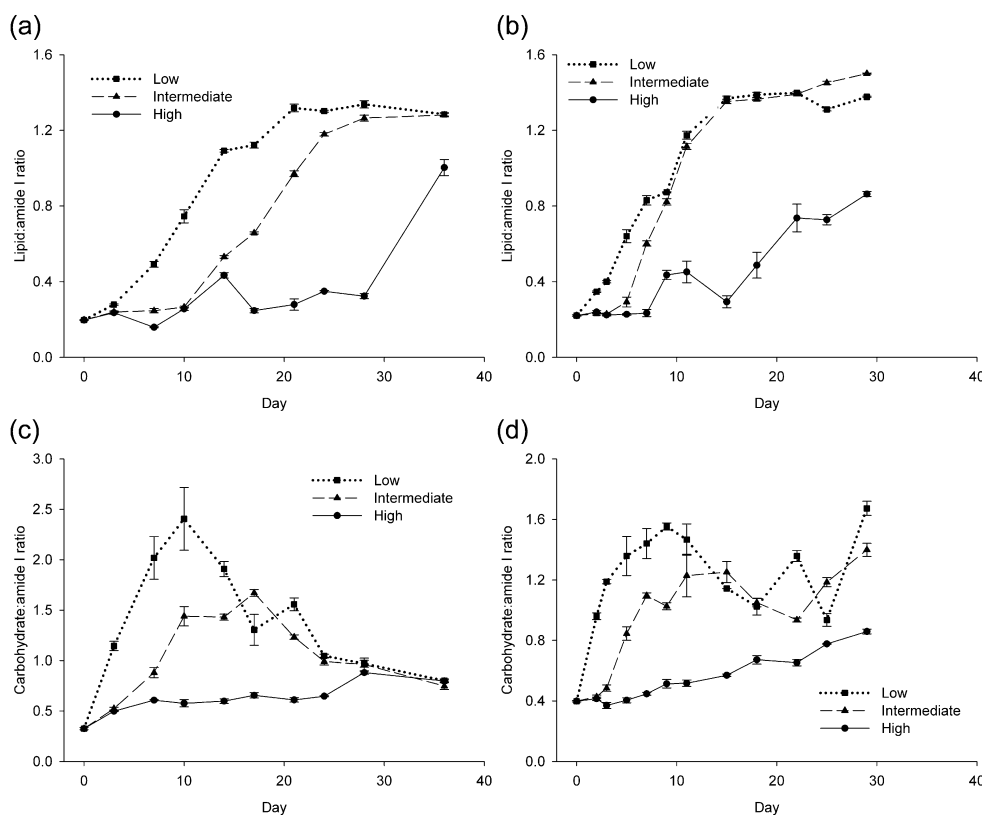 (a)
1.6
1.2
0.8
0.4
0.0
Lipid:amide I ratio
Low
Intermediate
High
0 10 20 30 40
Day
(b)
1.6
1.2
0.8
0.4
0.0
Lipid:amide I ratio
Low
Intermediate
High
0 10 20 30 40
Day
(c)
3.0
2.5
2.0
1.5
1.0
0.5
0.0
Carbohydrate:amide I ratio
Low
Intermediate
High
0 10 20 30 40
Day
(d)
2.0
1.6
1.2
0.8
0.4
0.0
Carbohydrate:amide I ratio
Low
Intermediate
High
0 10 20 30 40
Day